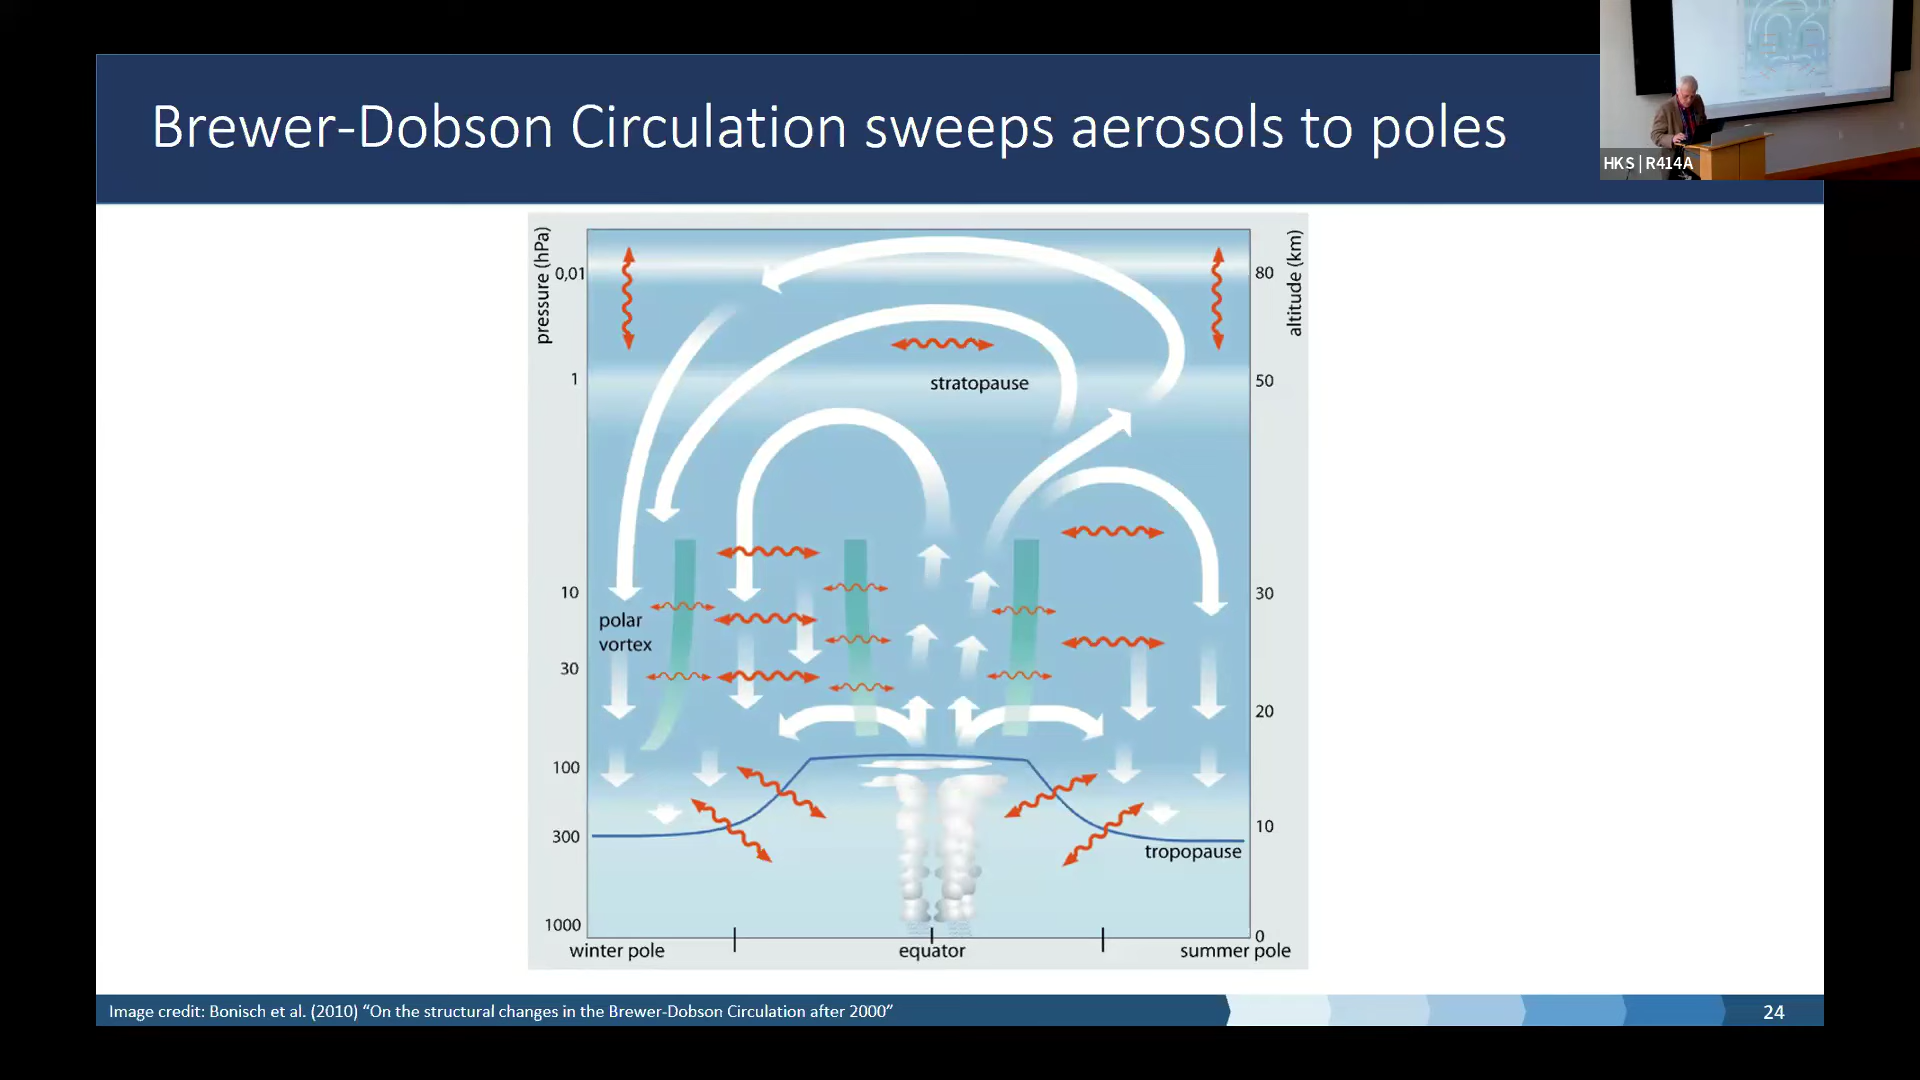 Brewer-Dobson Circulation sweeps aerosols to poles
HKS | R414A
pressure (hPa)
altitude (km)
0,01
80
stratopause
1
50
10
30
polar
vortex
30
20
100
300
10
tropopause
1000
0
winter pole
equator
summer pole
Image credit: Bonisch et al. (2010) “On the structural changes in the Brewer-Dobson Circulation after 2000”
24